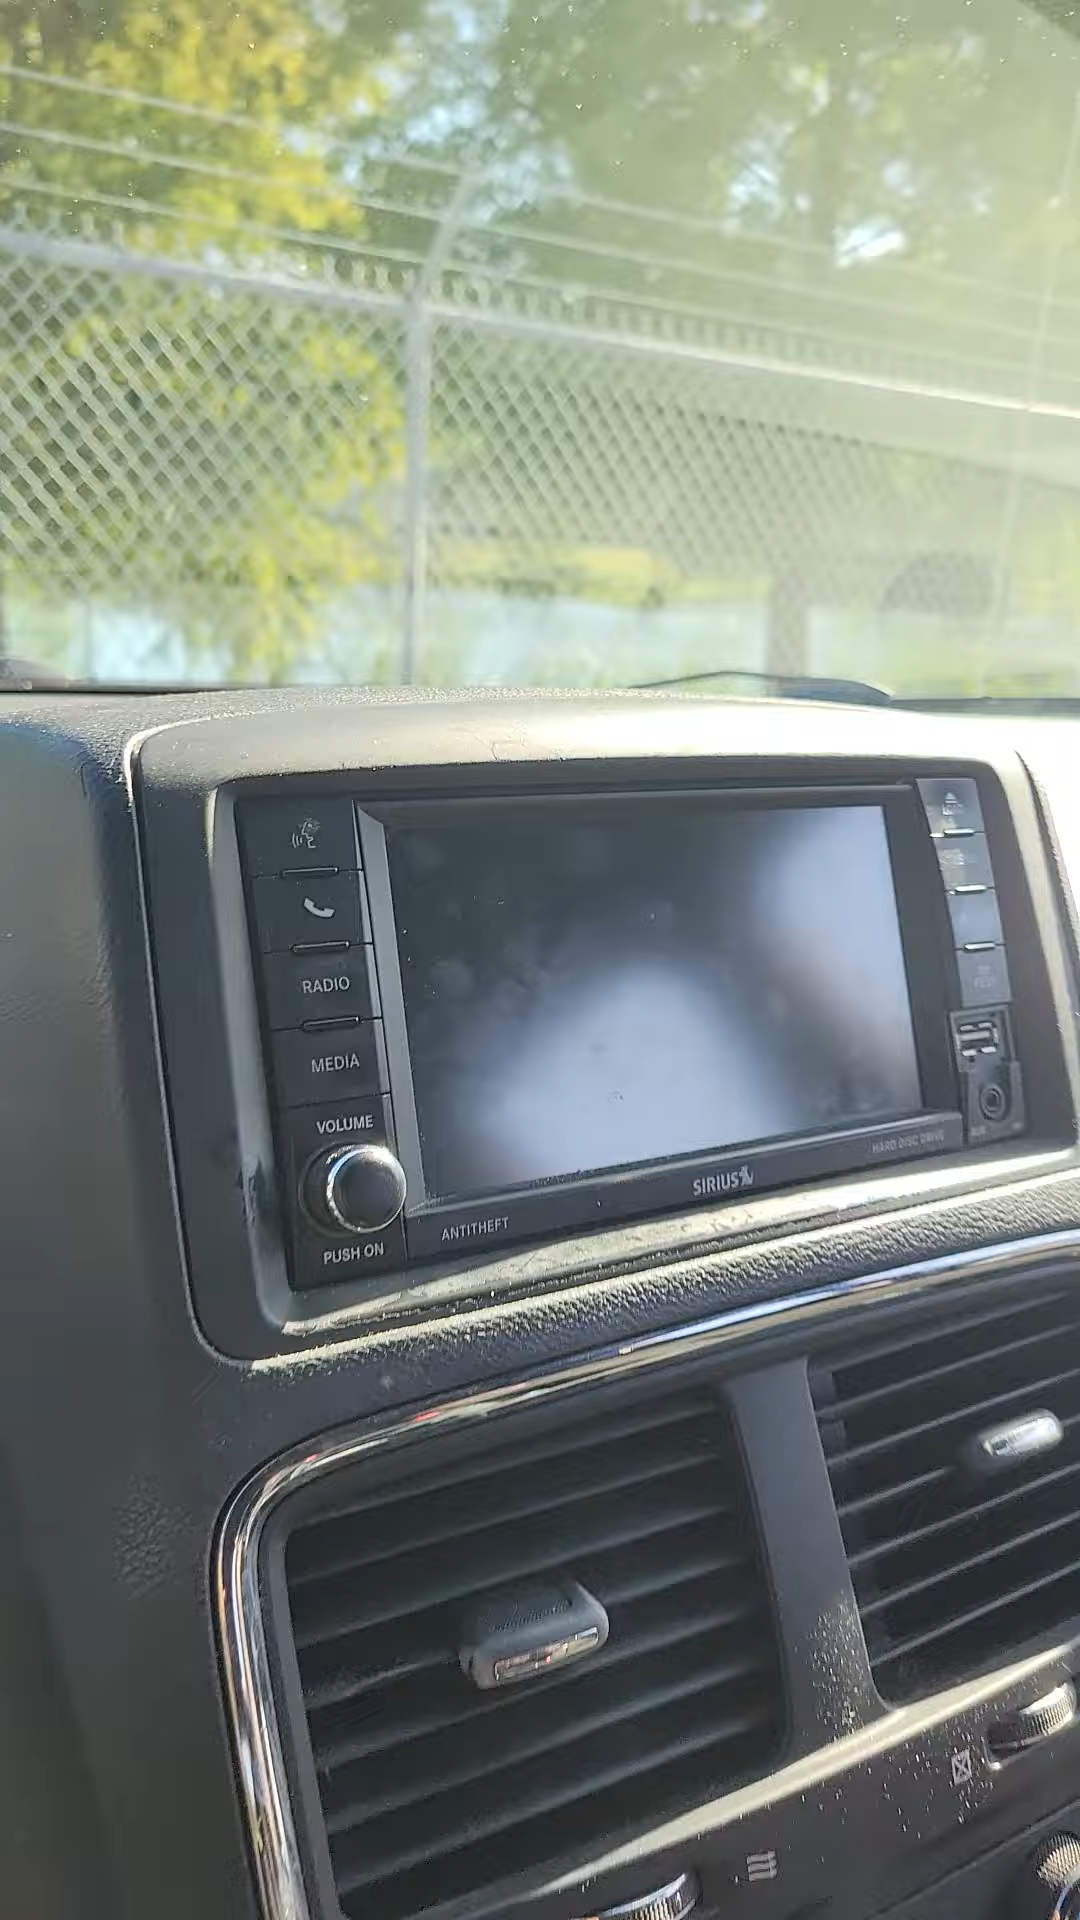 RADIO
MEDIA
VOLUME
PUSH ON
ANTITHEFT
SIRIUS
HARD DISC DRIVE